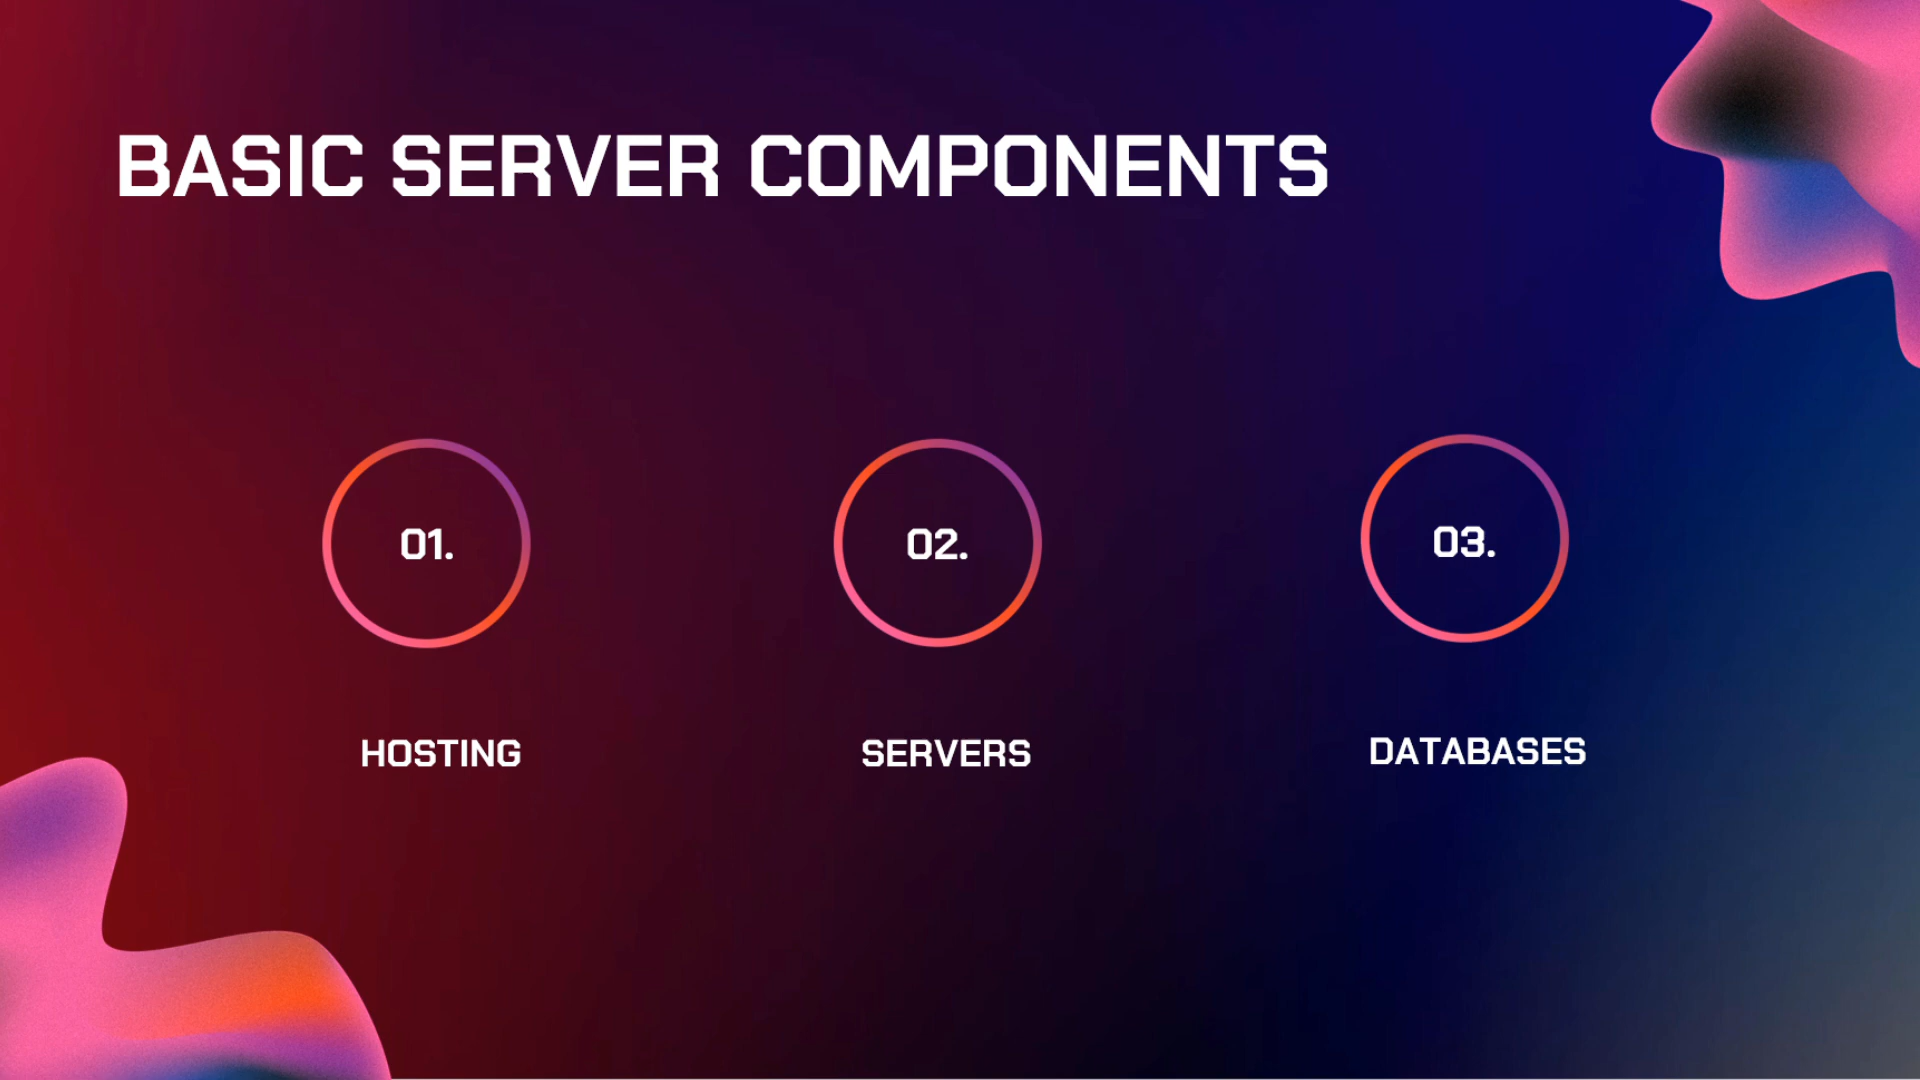 BASIC SERVER COMPONENTS
01.
02.
03.
HOSTING
SERVERS
DATABASES